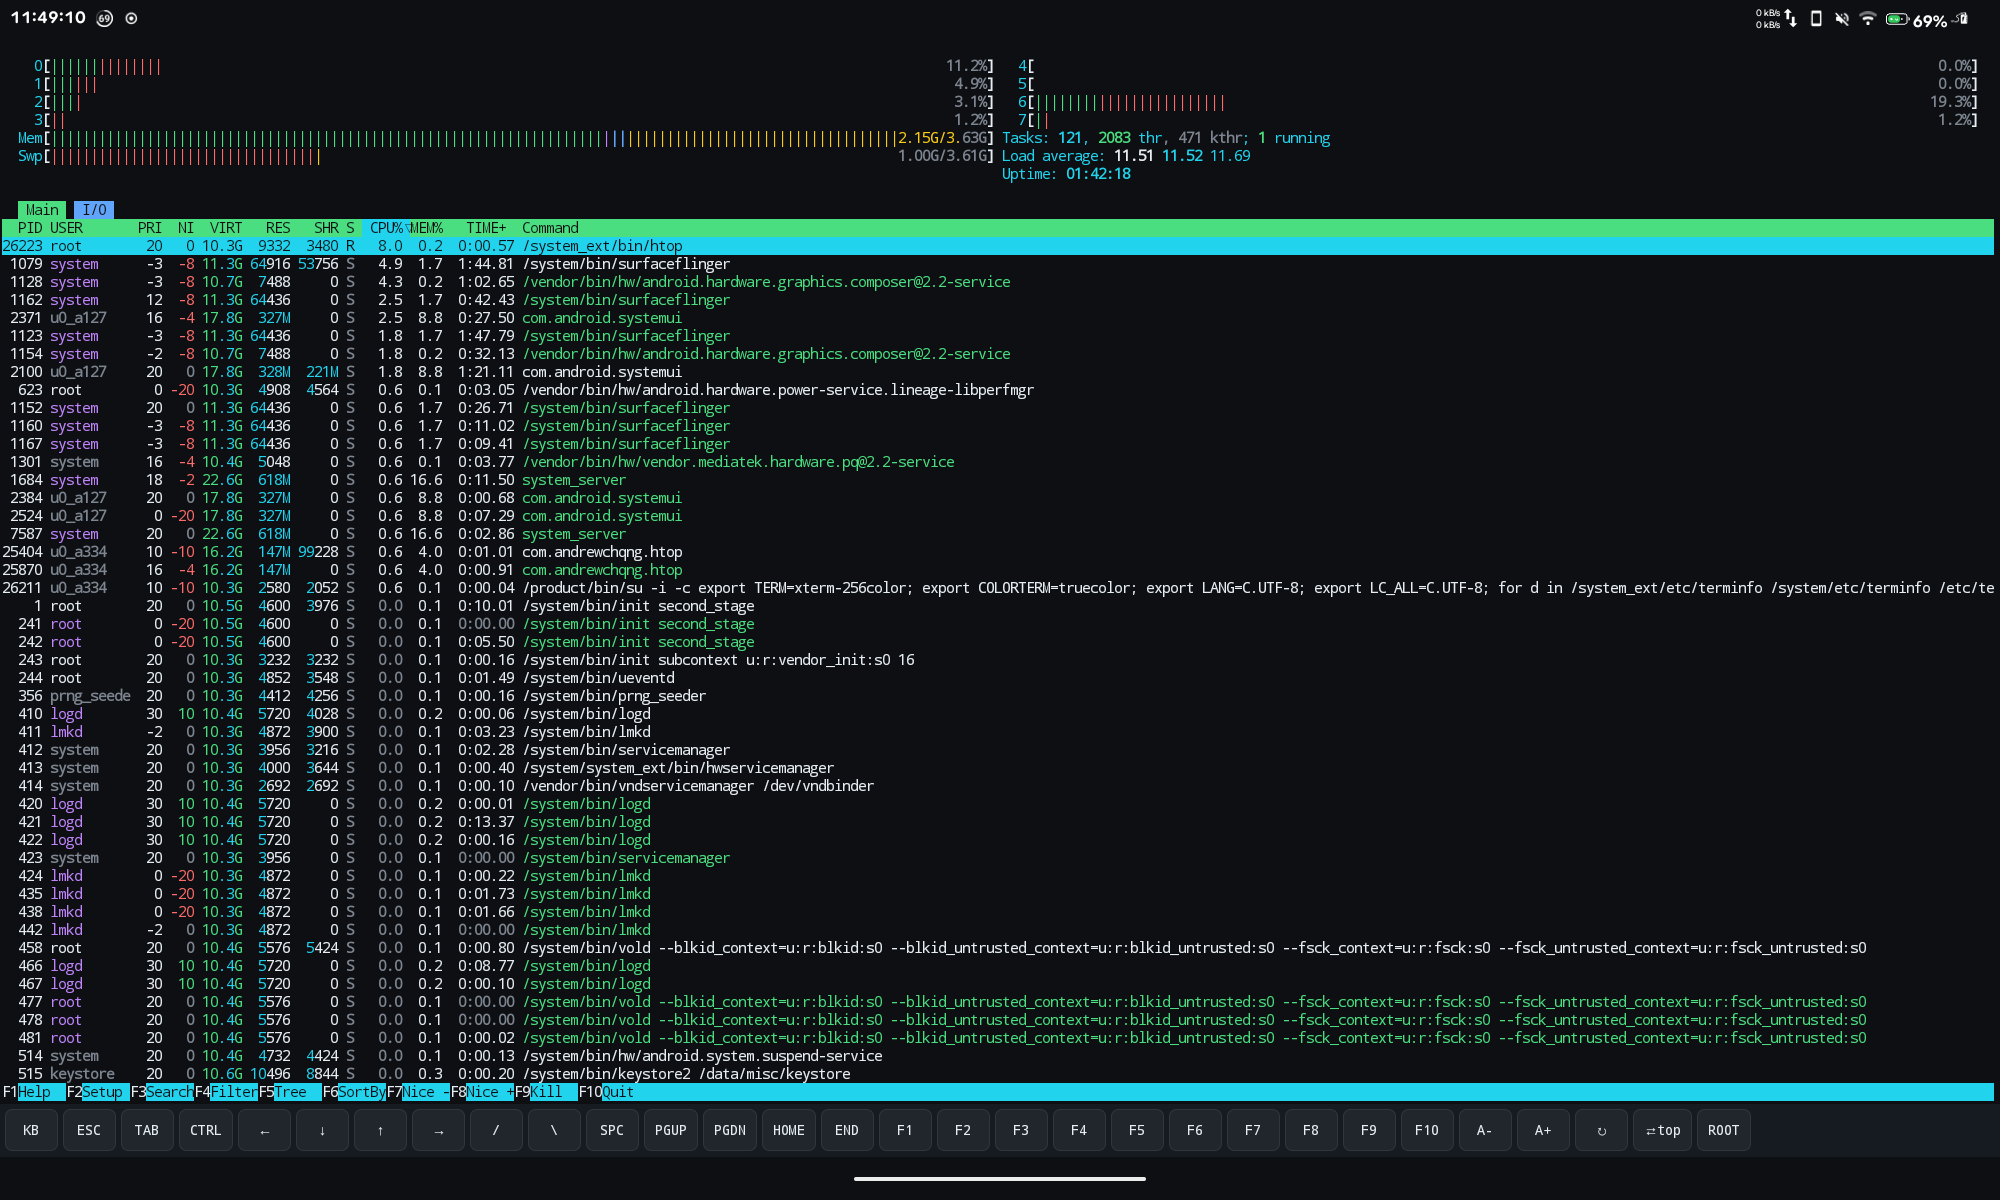 11:49:10 69 0 kB/s 0 kB/s 69%
0[||||||||||||||| 11.2%] 4[ 0.0%]
1[|||||| 4.9%] 5[ 0.0%]
2[|||| 3.1%] 6[|||||||||||||||||||||||| 19.3%]
3[|| 1.2%] 7[|| 1.2%]
Mem[ 2.15G/3.63G] Tasks: 121, 2083 thr, 471 kthr; 1 running
Swp[ 1.00G/3.61G] Load average: 11.51 11.52 11.69
Uptime: 01:42:18
Main I/O
PID USER PRI NI VIRT RES SHR S CPU%▽MEM% TIME+ Command
26223 root 20 0 10.3G 9332 3480 R 8.0 0.2 0:00.57 /system_ext/bin/htop
1079 system -3 -8 11.3G 64916 53756 S 4.9 1.7 1:44.81 /system/bin/surfaceflinger
1128 system -3 -8 10.7G 7488 0 S 4.3 0.2 1:02.65 /vendor/bin/hw/android.hardware.graphics.composer@2.2-service
1162 system 12 -8 11.3G 64436 0 S 2.5 1.7 0:42.43 /system/bin/surfaceflinger
2371 u0_a127 16 -4 17.8G 327M 0 S 2.5 8.8 0:27.50 com.android.systemui
1123 system -3 -8 11.3G 64436 0 S 1.8 1.7 1:47.79 /system/bin/surfaceflinger
1154 system -2 -8 10.7G 7488 0 S 1.8 0.2 0:32.13 /vendor/bin/hw/android.hardware.graphics.composer@2.2-service
2100 u0_a127 20 0 17.8G 328M 221M S 1.8 8.8 1:21.11 com.android.systemui
623 root 0 -20 10.3G 4908 4564 S 0.6 0.1 0:03.05 /vendor/bin/hw/android.hardware.power-service.lineage-libperfmgr
1152 system 20 0 11.3G 64436 0 S 0.6 1.7 0:26.71 /system/bin/surfaceflinger
1160 system -3 -8 11.3G 64436 0 S 0.6 1.7 0:11.02 /system/bin/surfaceflinger
1167 system -3 -8 11.3G 64436 0 S 0.6 1.7 0:09.41 /system/bin/surfaceflinger
1301 system 16 -4 10.4G 5048 0 S 0.6 0.1 0:03.77 /vendor/bin/hw/vendor.mediatek.hardware.pq@2.2-service
1684 system 18 -2 22.6G 618M 0 S 0.6 16.6 0:11.50 system_server
2384 u0_a127 20 0 17.8G 327M 0 S 0.6 8.8 0:00.68 com.android.systemui
2524 u0_a127 0 -20 17.8G 327M 0 S 0.6 8.8 0:07.29 com.android.systemui
7587 system 20 0 22.6G 618M 0 S 0.6 16.6 0:02.86 system_server
25404 u0_a334 10 -10 16.2G 147M 99228 S 0.6 4.0 0:01.01 com.andrewchqng.htop
25870 u0_a334 16 -4 16.2G 147M 0 S 0.6 4.0 0:00.91 com.andrewchqng.htop
26211 u0_a334 10 -10 10.3G 2580 2052 S 0.6 0.1 0:00.04 /product/bin/su -i -c export TERM=xterm-256color; export COLORTERM=truecolor; export LANG=C.UTF-8; export LC_ALL=C.UTF-8; for d in /system_ext/etc/terminfo /system/etc/terminfo /etc/te
1 root 20 0 10.5G 4600 3976 S 0.0 0.1 0:10.01 /system/bin/init second_stage
241 root 0 -20 10.5G 4600 0 S 0.0 0.1 0:00.00 /system/bin/init second_stage
242 root 0 -20 10.5G 4600 0 S 0.0 0.1 0:05.50 /system/bin/init second_stage
243 root 20 0 10.3G 3232 3232 S 0.0 0.1 0:00.16 /system/bin/init subcontext u:r:vendor_init:s0 16
244 root 20 0 10.3G 4852 3548 S 0.0 0.1 0:01.49 /system/bin/ueventd
356 prng_seede 20 0 10.3G 4412 4256 S 0.0 0.1 0:00.16 /system/bin/prng_seeder
410 logd 30 10 10.4G 5720 4028 S 0.0 0.2 0:00.06 /system/bin/logd
411 lmkd -2 0 10.3G 4872 3900 S 0.0 0.1 0:03.23 /system/bin/lmkd
412 system 20 0 10.3G 3956 3216 S 0.0 0.1 0:02.28 /system/bin/servicemanager
413 system 20 0 10.3G 4000 3644 S 0.0 0.1 0:00.40 /system/system_ext/bin/hwservicemanager
414 system 20 0 10.3G 2692 2692 S 0.0 0.1 0:00.10 /vendor/bin/vndservicemanager /dev/vndbinder
420 logd 30 10 10.4G 5720 0 S 0.0 0.2 0:00.01 /system/bin/logd
421 logd 30 10 10.4G 5720 0 S 0.0 0.2 0:13.37 /system/bin/logd
422 logd 30 10 10.4G 5720 0 S 0.0 0.2 0:00.16 /system/bin/logd
423 system 20 0 10.3G 3956 0 S 0.0 0.1 0:00.00 /system/bin/servicemanager
424 lmkd 0 -20 10.3G 4872 0 S 0.0 0.1 0:00.22 /system/bin/lmkd
435 lmkd 0 -20 10.3G 4872 0 S 0.0 0.1 0:01.73 /system/bin/lmkd
438 lmkd 0 -20 10.3G 4872 0 S 0.0 0.1 0:01.66 /system/bin/lmkd
442 lmkd -2 0 10.3G 4872 0 S 0.0 0.1 0:00.00 /system/bin/lmkd
458 root 20 0 10.4G 5576 5424 S 0.0 0.1 0:00.80 /system/bin/vold --blkid_context=u:r:blkid:s0 --blkid_untrusted_context=u:r:blkid_untrusted:s0 --fsck_context=u:r:fsck:s0 --fsck_untrusted_context=u:r:fsck_untrusted:s0
466 logd 30 10 10.4G 5720 0 S 0.0 0.2 0:08.77 /system/bin/logd
467 logd 30 10 10.4G 5720 0 S 0.0 0.2 0:00.10 /system/bin/logd
477 root 20 0 10.4G 5576 0 S 0.0 0.1 0:00.00 /system/bin/vold --blkid_context=u:r:blkid:s0 --blkid_untrusted_context=u:r:blkid_untrusted:s0 --fsck_context=u:r:fsck:s0 --fsck_untrusted_context=u:r:fsck_untrusted:s0
478 root 20 0 10.4G 5576 0 S 0.0 0.1 0:00.00 /system/bin/vold --blkid_context=u:r:blkid:s0 --blkid_untrusted_context=u:r:blkid_untrusted:s0 --fsck_context=u:r:fsck:s0 --fsck_untrusted_context=u:r:fsck_untrusted:s0
481 root 20 0 10.4G 5576 0 S 0.0 0.1 0:00.02 /system/bin/vold --blkid_context=u:r:blkid:s0 --blkid_untrusted_context=u:r:blkid_untrusted:s0 --fsck_context=u:r:fsck:s0 --fsck_untrusted_context=u:r:fsck_untrusted:s0
514 system 20 0 10.4G 4732 4424 S 0.0 0.1 0:00.13 /system/bin/hw/android.system.suspend-service
515 keystore 20 0 10.6G 10496 8844 S 0.0 0.3 0:00.20 /system/bin/keystore2 /data/misc/keystore
F1Help F2Setup F3SearchF4FilterF5Tree F6SortByF7Nice -F8Nice +F9Kill F10Quit
KB ESC TAB CTRL ← ↓ ↑ → / \ SPC PGUP PGDN HOME END F1 F2 F3 F4 F5 F6 F7 F8 F9 F10 A- A+ ↻ ⇄top ROOT